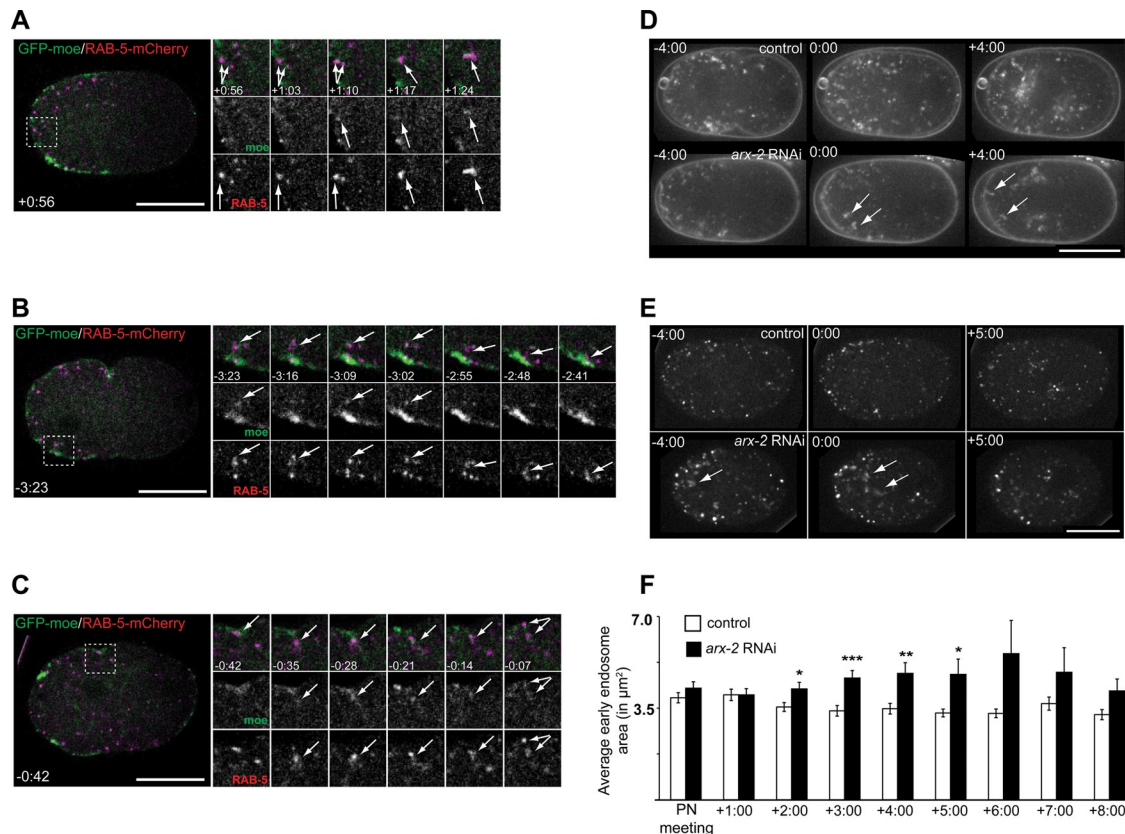 A
GFP-moe/RAB-5-mCherry
+0:56
+0:56 +1:03 +1:10 +1:17 +1:24
moe
RAB-5
B
GFP-moe/RAB-5-mCherry
-3:23
-3:23 -3:16 -3:09 -3:02 -2:55 -2:48 -2:41
moe
RAB-5
C
GFP-moe/RAB-5-mCherry
-0:42
-0:42 -0:35 -0:28 -0:21 -0:14 -0:07
moe
RAB-5
D
-4:00 control 0:00 +4:00
-4:00 arx-2 RNAi 0:00 +4:00
E
-4:00 control 0:00 +5:00
-4:00 arx-2 RNAi 0:00 +5:00
F
Average early endosome
area (in μm²)
7.0
3.5
control
arx-2 RNAi
* *** ** *
PN
meeting
+1:00 +2:00 +3:00 +4:00 +5:00 +6:00 +7:00 +8:00